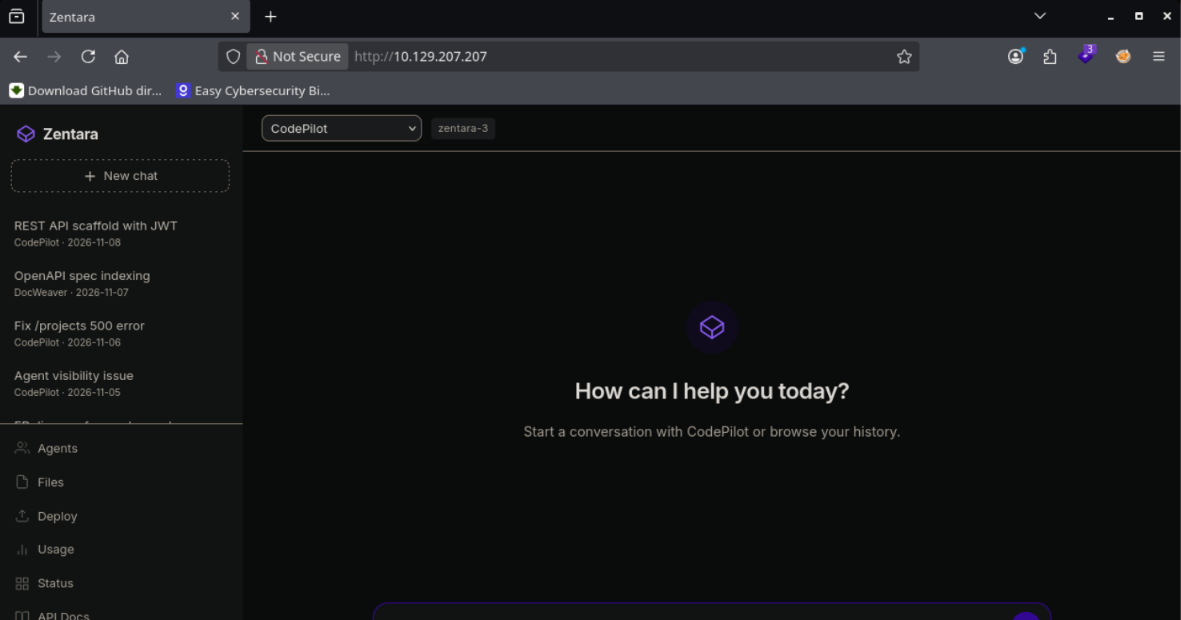 Zentara
Not Secure http://10.129.207.207
3
Download GitHub dir...
Easy Cybersecurity Bi...
Zentara
New chat
REST API scaffold with JWT
CodePilot · 2026-11-08
OpenAPI spec indexing
DocWeaver · 2026-11-07
Fix /projects 500 error
CodePilot · 2026-11-06
Agent visibility issue
CodePilot · 2026-11-05
Agents
Files
Deploy
Usage
Status
API Docs
CodePilot
zentara-3
How can I help you today?
Start a conversation with CodePilot or browse your history.